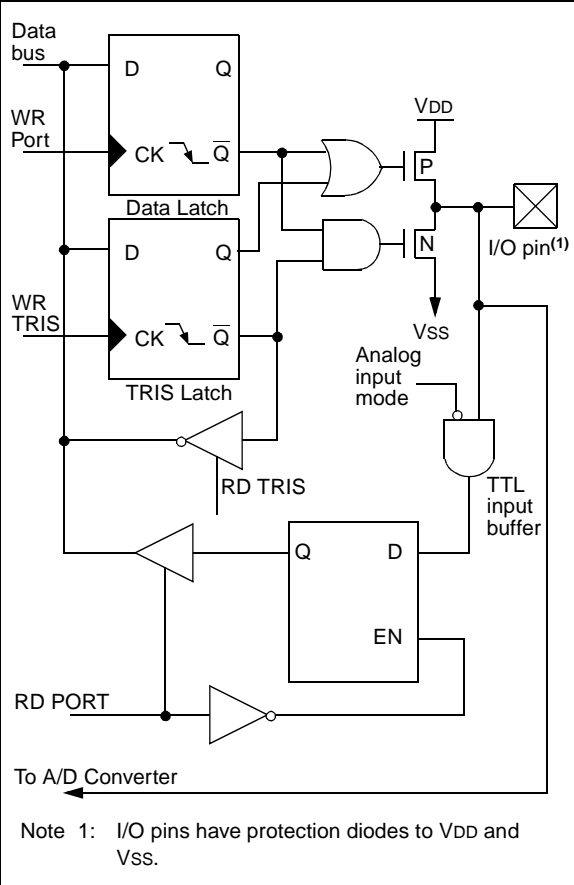 Data
bus
D Q
WR
Port
CK Q
VDD
P
Data Latch
D Q
N
I/O pin(1)
WR
TRIS
CK Q
VSS
TRIS Latch
Analog
input
mode
RD TRIS
TTL
input
buffer
Q D
EN
RD PORT
To A/D Converter
Note 1: I/O pins have protection diodes to VDD and
VSS.